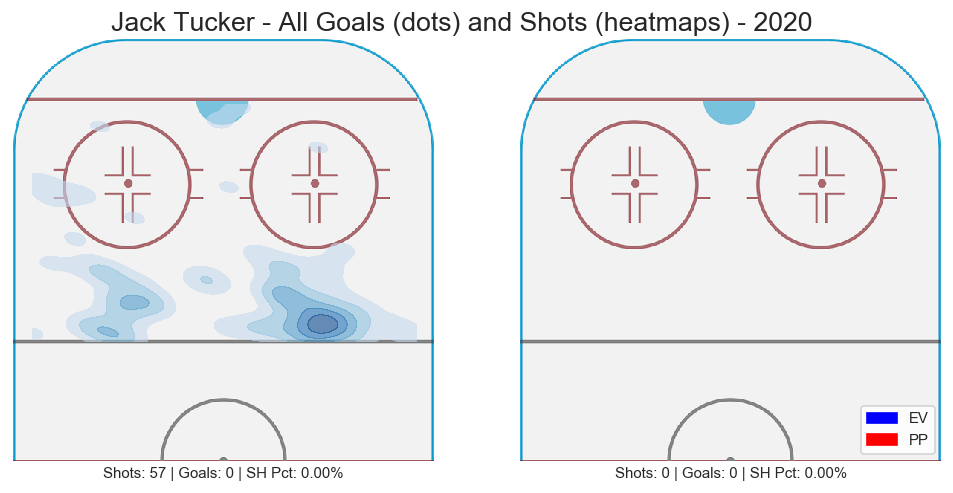 Jack Tucker - All Goals (dots) and Shots (heatmaps) - 2020
EV
PP
Shots: 57 | Goals: 0 | SH Pct: 0.00%
Shots: 0 | Goals: 0 | SH Pct: 0.00%